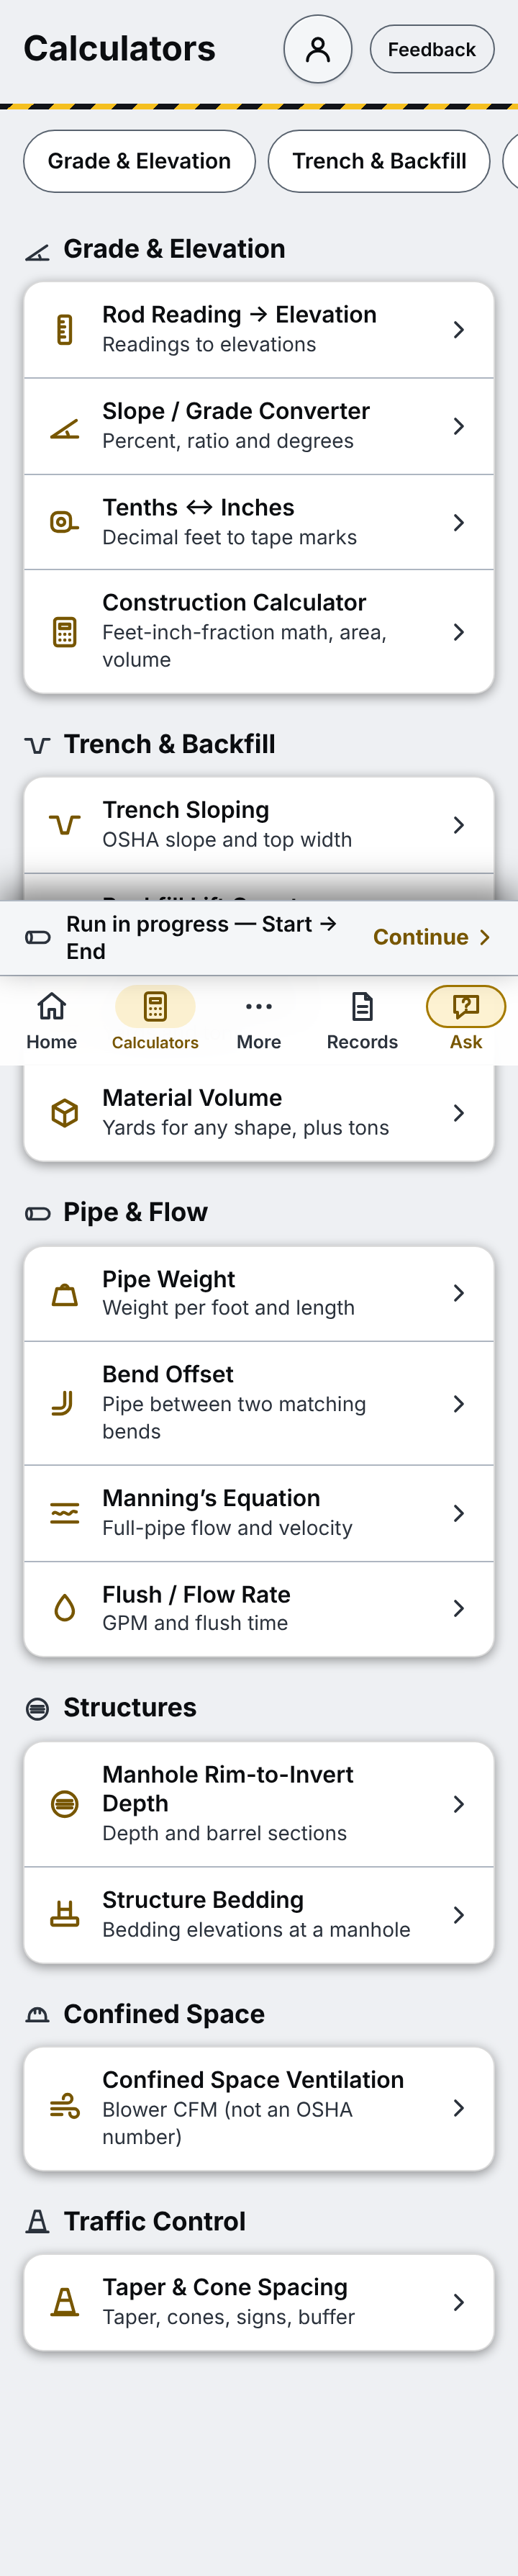 Calculators
Feedback
Grade & Elevation
Trench & Backfill
Grade & Elevation
Rod Reading → Elevation
Readings to elevations
Slope / Grade Converter
Percent, ratio and degrees
Tenths ↔ Inches
Decimal feet to tape marks
Construction Calculator
Feet-inch-fraction math, area,
volume
Trench & Backfill
Trench Sloping
OSHA slope and top width
Run in progress — Start →
End
Continue
Home
Calculators
More
Records
Ask
Material Volume
Yards for any shape, plus tons
Pipe & Flow
Pipe Weight
Weight per foot and length
Bend Offset
Pipe between two matching
bends
Manning’s Equation
Full-pipe flow and velocity
Flush / Flow Rate
GPM and flush time
Structures
Manhole Rim-to-Invert
Depth
Depth and barrel sections
Structure Bedding
Bedding elevations at a manhole
Confined Space
Confined Space Ventilation
Blower CFM (not an OSHA
number)
Traffic Control
Taper & Cone Spacing
Taper, cones, signs, buffer